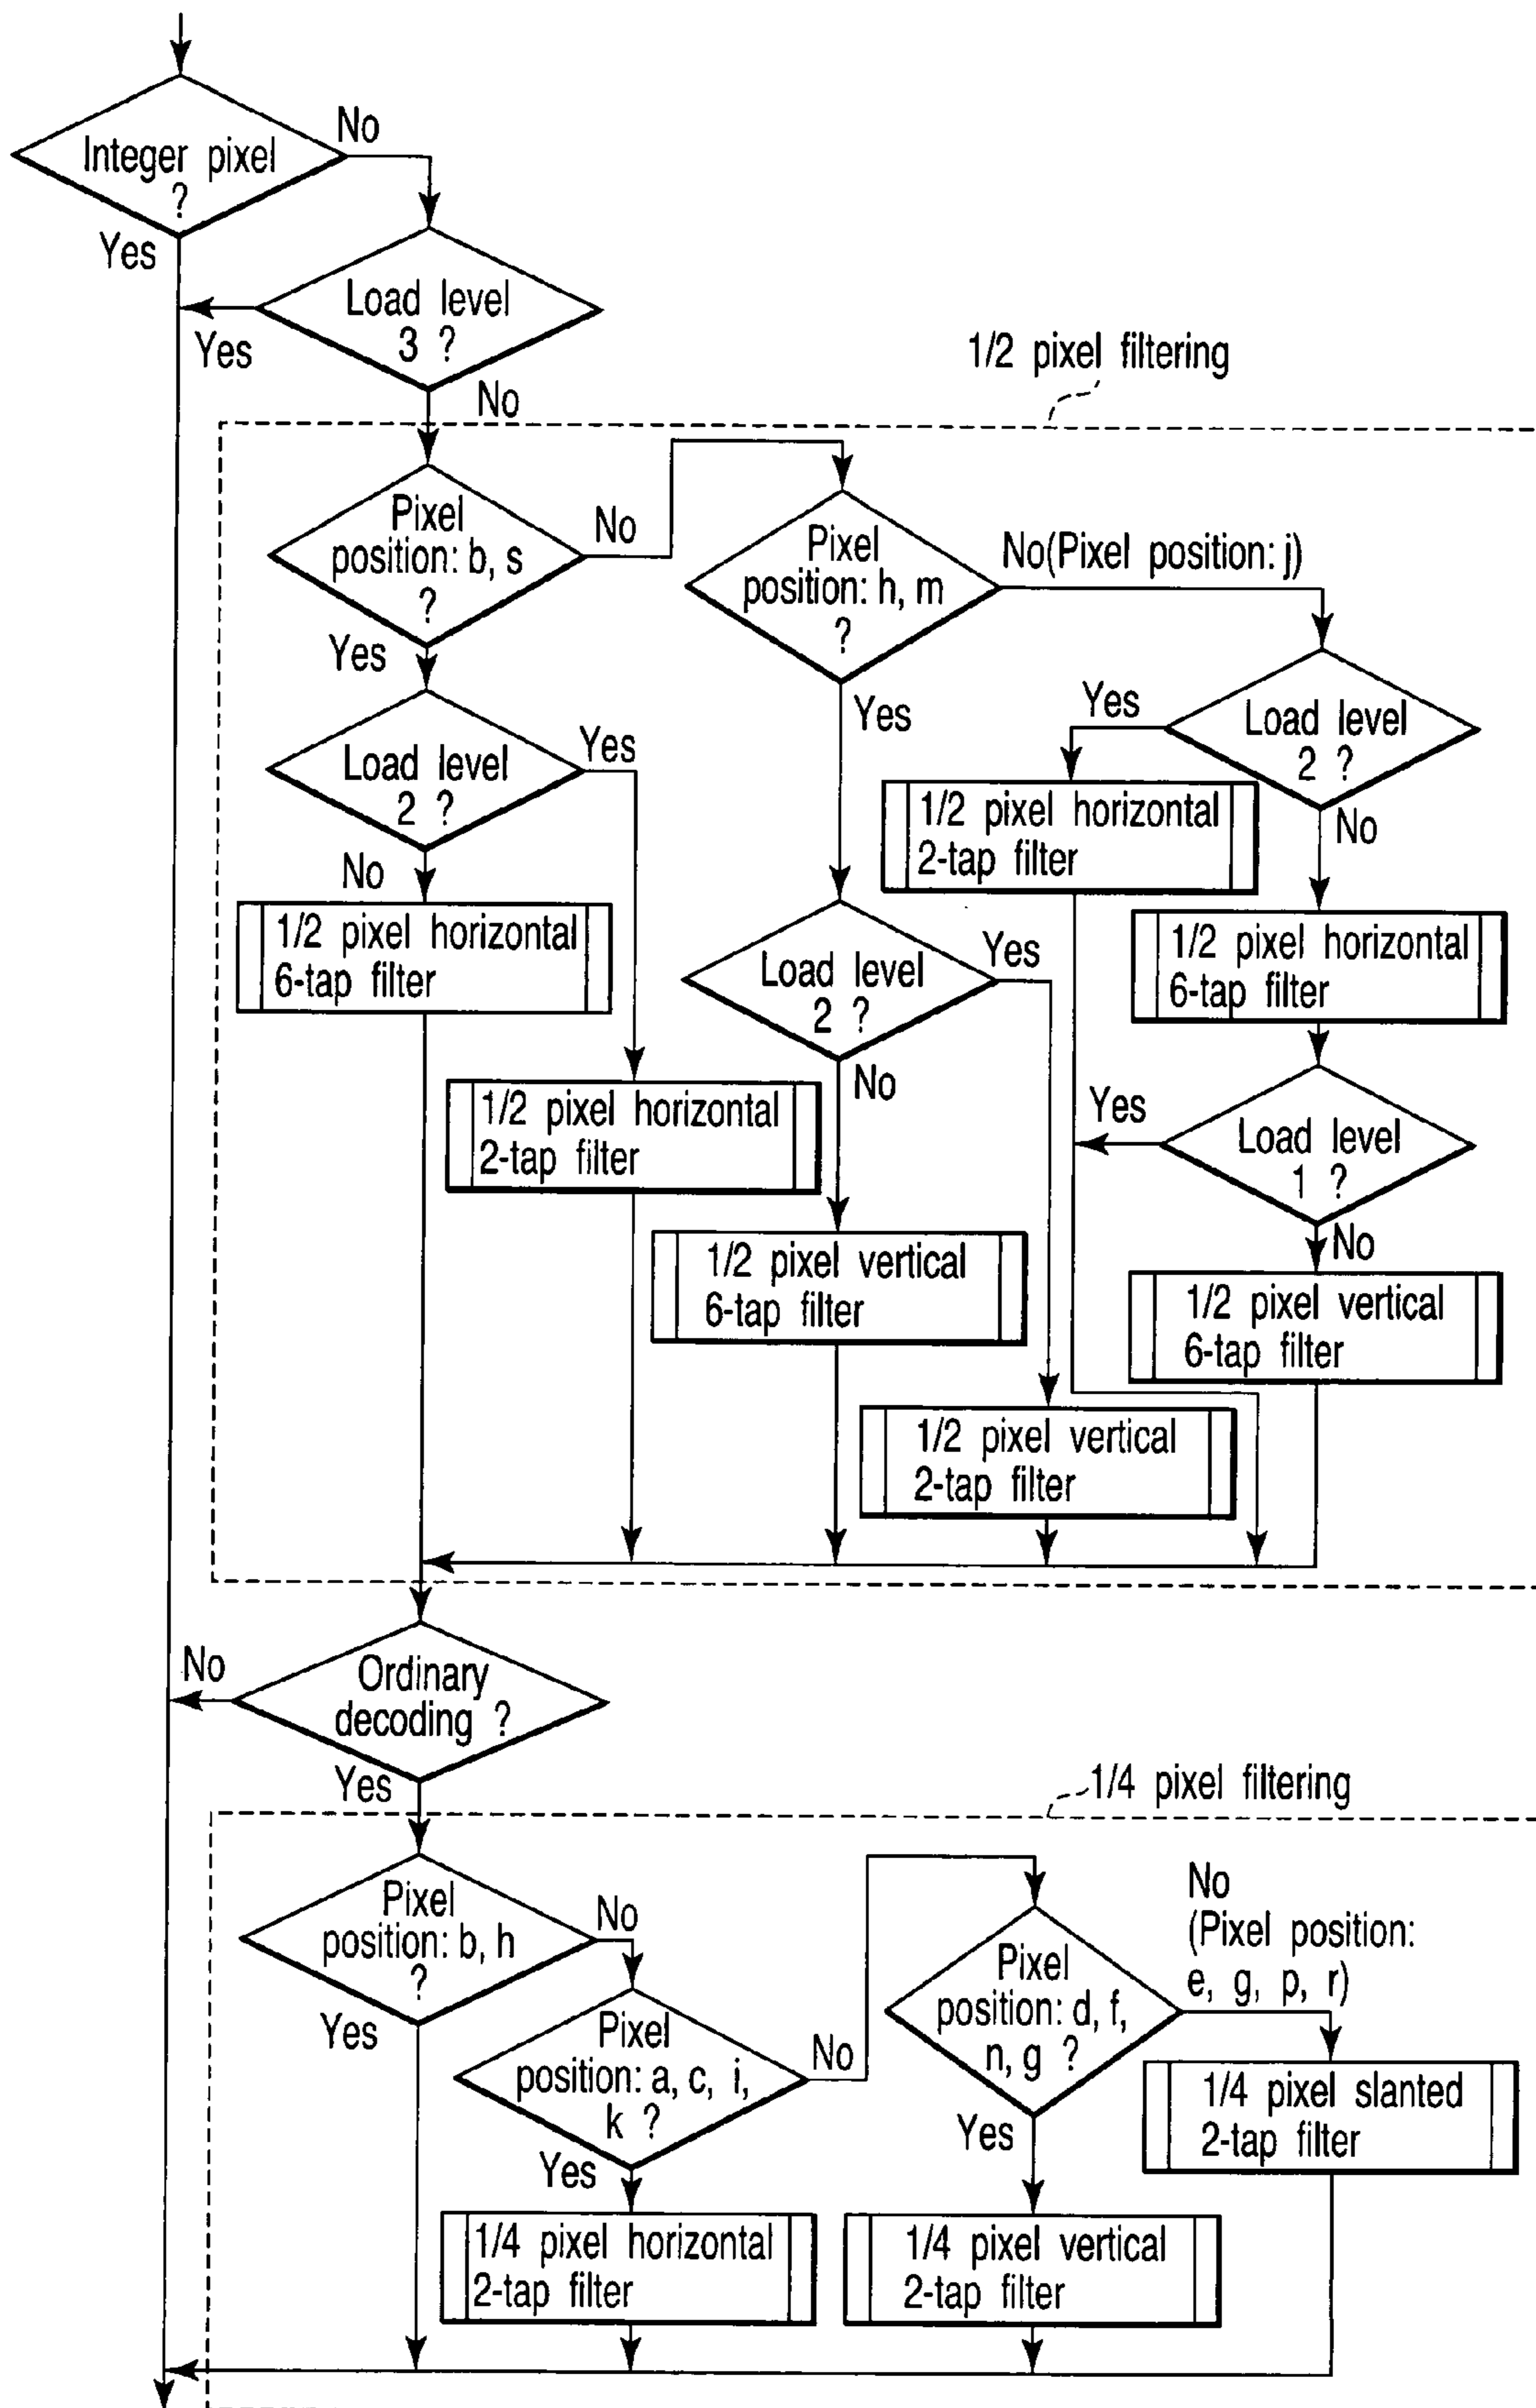 No
Integer pixel
?
Yes
Load level
3 ?
Yes
No
1/2 pixel filtering
Pixel
position: b, s
?
No
Yes
Pixel
position: h, m
?
No(Pixel position: j)
Yes
Load level
2 ?
Yes
No
Load level
2 ?
Yes
No
1/2 pixel horizontal
2-tap filter
1/2 pixel horizontal
6-tap filter
1/2 pixel horizontal
6-tap filter
Load level
2 ?
Yes
No
1/2 pixel horizontal
2-tap filter
Load level
1 ?
Yes
No
1/2 pixel vertical
6-tap filter
1/2 pixel vertical
6-tap filter
1/2 pixel vertical
2-tap filter
Ordinary
decoding ?
No
Yes
1/4 pixel filtering
Pixel
position: b, h
?
No
Yes
Pixel
position: a, c, i,
k ?
No
Yes
Pixel
position: d, f,
n, g ?
No
(Pixel position:
e, g, p, r)
Yes
1/4 pixel slanted
2-tap filter
1/4 pixel horizontal
2-tap filter
1/4 pixel vertical
2-tap filter